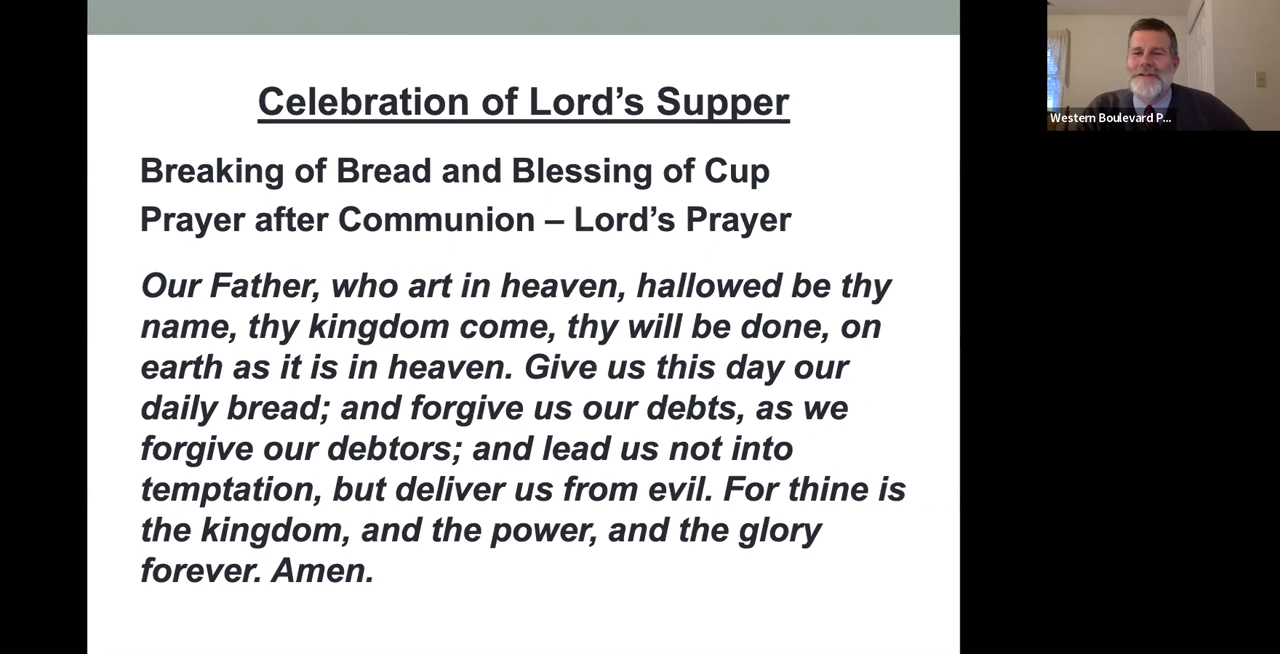 Celebration of Lord’s Supper
Breaking of Bread and Blessing of Cup
Prayer after Communion – Lord’s Prayer
Our Father, who art in heaven, hallowed be thy
name, thy kingdom come, thy will be done, on
earth as it is in heaven. Give us this day our
daily bread; and forgive us our debts, as we
forgive our debtors; and lead us not into
temptation, but deliver us from evil. For thine is
the kingdom, and the power, and the glory
forever. Amen.
Western Boulevard P...